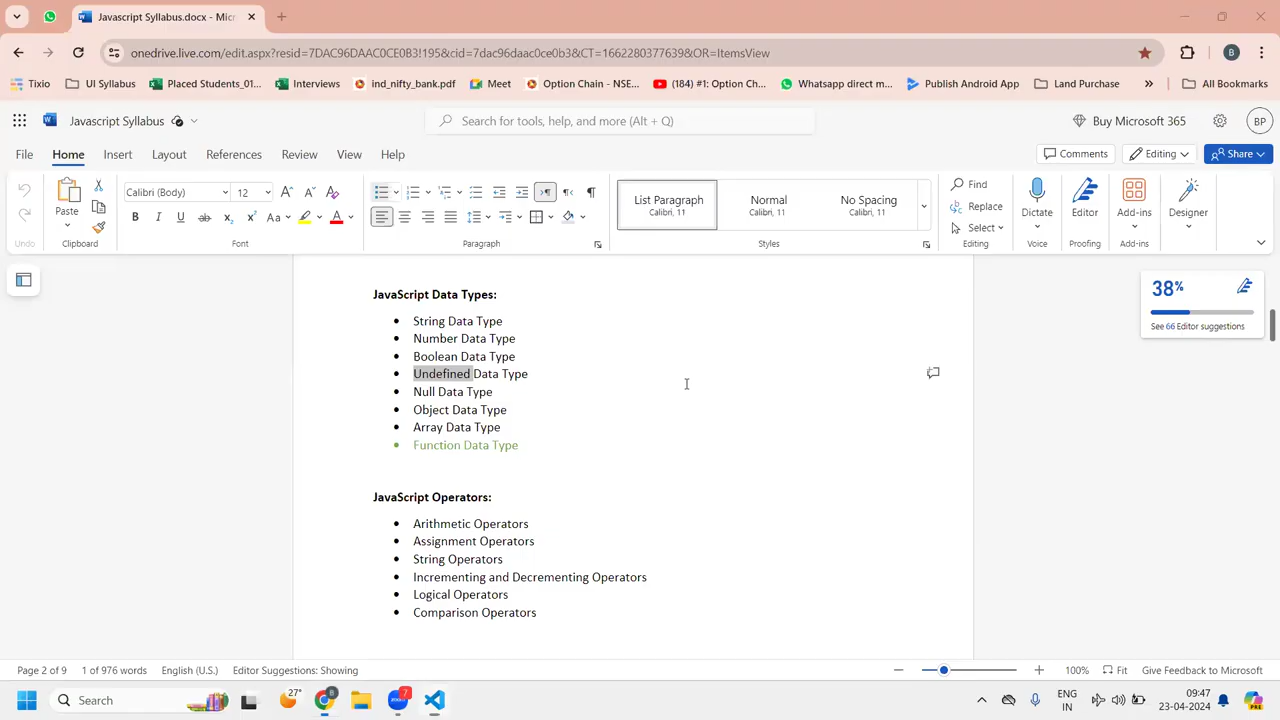 Javascript Syllabus.docx - Micr
onedrive.live.com/edit.aspx?resid=7DAC96DAAC0CE0B3!195&cid=7dac96daac0ce0b3&CT=1662280377639&OR=ItemsView
B
Tixio
UI Syllabus
Placed Students_01...
Interviews
ind_nifty_bank.pdf
Meet
Option Chain - NSE...
(184) #1: Option Ch...
Whatsapp direct m...
Publish Android App
Land Purchase
»
All Bookmarks
Javascript Syllabus
Search for tools, help, and more (Alt + Q)
Buy Microsoft 365
BP
File Home Insert Layout References Review View Help
Comments
Editing
Share
Paste
Calibri (Body)
12
List Paragraph
Calibri, 11
Normal
Calibri, 11
No Spacing
Calibri, 11
Find
Replace
Select
Dictate
Editor
Add-ins
Designer
Undo
Clipboard
Font
Paragraph
Styles
Editing
Voice
Proofing
Add-ins
38%
See 66 Editor suggestions
JavaScript Data Types:
• String Data Type
• Number Data Type
• Boolean Data Type
• Undefined Data Type
• Null Data Type
• Object Data Type
• Array Data Type
• Function Data Type
JavaScript Operators:
• Arithmetic Operators
• Assignment Operators
• String Operators
• Incrementing and Decrementing Operators
• Logical Operators
• Comparison Operators
Page 2 of 9
1 of 976 words
English (U.S.)
Editor Suggestions: Showing
100%
Fit
Give Feedback to Microsoft
Search
27°
B
7
ENG
IN
09:47
23-04-2024